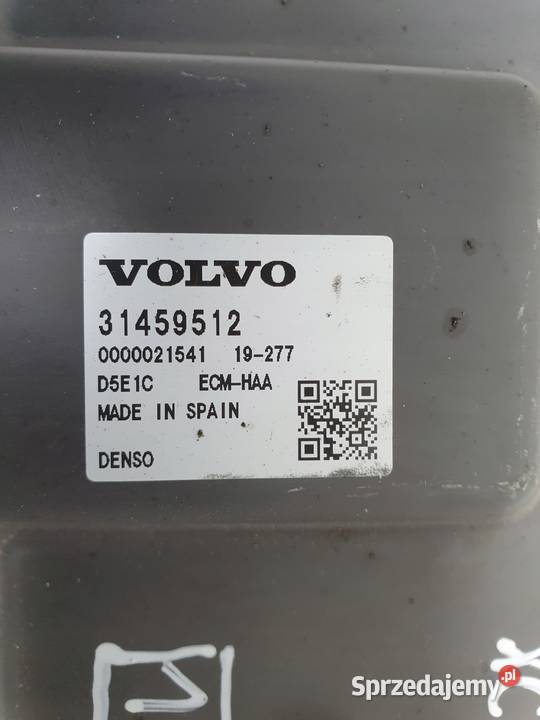 VOLVO
31459512
0000021541 19-277
D5E1C ECM-HAA
MADE IN SPAIN
DENSO
Sprzedajemy.pl